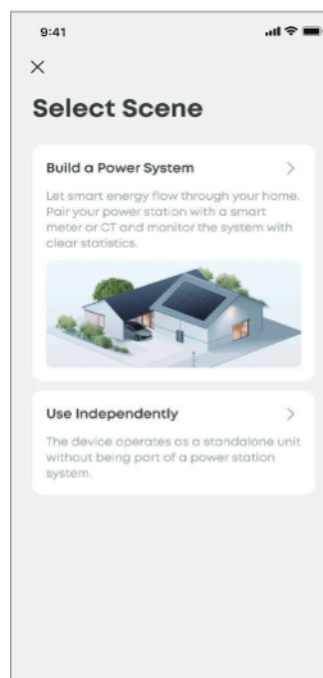 9:41
Select Scene
Build a Power System
Let smart energy flow through your home.
Pair your power station with a smart
meter or CT and monitor the system with
clear statistics.
Use Independently
The device operates as a standalone unit
without being part of a power station
system.